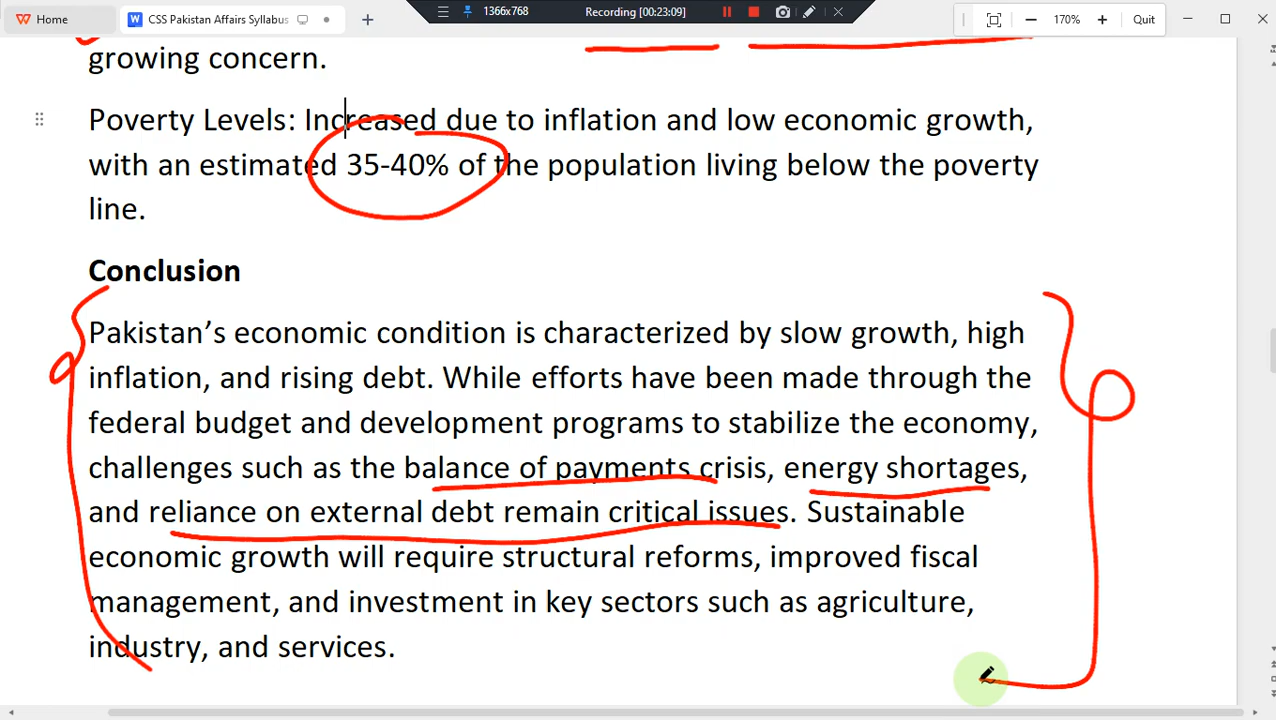 Home
CSS Pakistan Affairs Syllabus
1366x768
Recording [00:23:09]
170%
Quit
growing concern.
Poverty Levels: Increased due to inflation and low economic growth,
with an estimated 35-40% of the population living below the poverty
line.
Conclusion
Pakistan’s economic condition is characterized by slow growth, high
inflation, and rising debt. While efforts have been made through the
federal budget and development programs to stabilize the economy,
challenges such as the balance of payments crisis, energy shortages,
and reliance on external debt remain critical issues. Sustainable
economic growth will require structural reforms, improved fiscal
management, and investment in key sectors such as agriculture,
industry, and services.